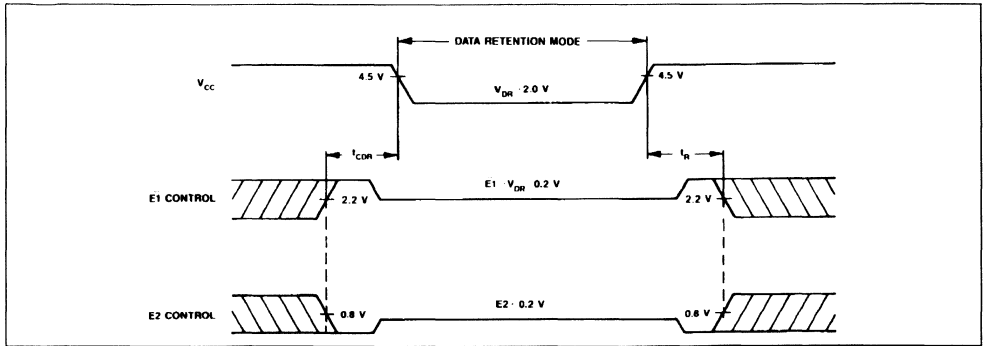 DATA RETENTION MODE
VCC
4.5 V
4.5 V
VDR · 2.0 V
tCDR
tR
E1 CONTROL
2.2 V
E1 · VDR 0.2 V
2.2 V
E2 CONTROL
0.8 V
E2 · 0.2 V
0.8 V